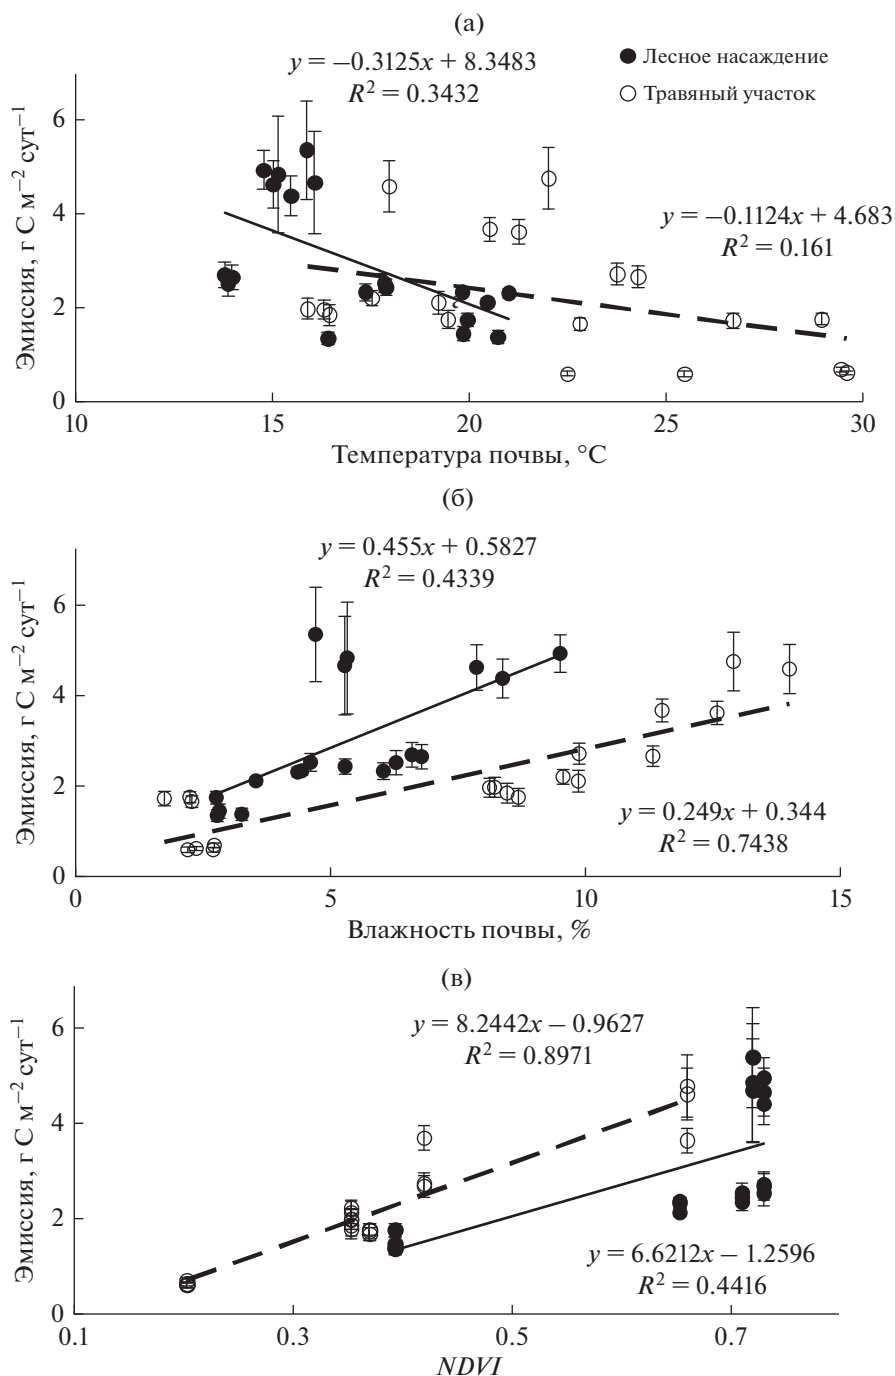 (а)
y = −0.3125x + 8.3483
R² = 0.3432
Лесное насаждение
Травяный участок
y = −0.1124x + 4.683
R² = 0.161
Эмиссия, г C м⁻² сут⁻¹
6
4
2
0
10 15 20 25 30
Температура почвы, °C
(б)
y = 0.455x + 0.5827
R² = 0.4339
Эмиссия, г C м⁻² сут⁻¹
6
4
2
0
y = 0.249x + 0.344
R² = 0.7438
0 5 10 15
Влажность почвы, %
(в)
y = 8.2442x − 0.9627
R² = 0.8971
Эмиссия, г C м⁻² сут⁻¹
6
4
2
0
y = 6.6212x − 1.2596
R² = 0.4416
0.1 0.3 0.5 0.7
NDVI